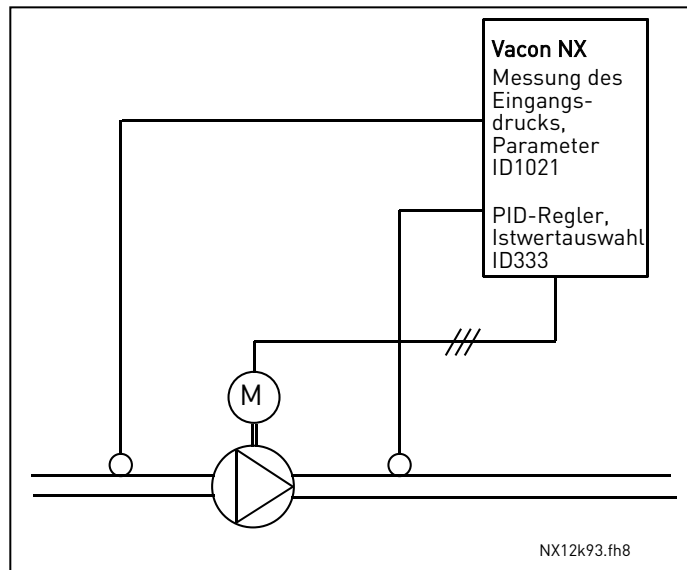 Vacon NX
Messung des
Eingangs-
drucks,
Parameter
ID1021
PID-Regler,
Istwertauswahl
ID333
M
NX12k93.fh8